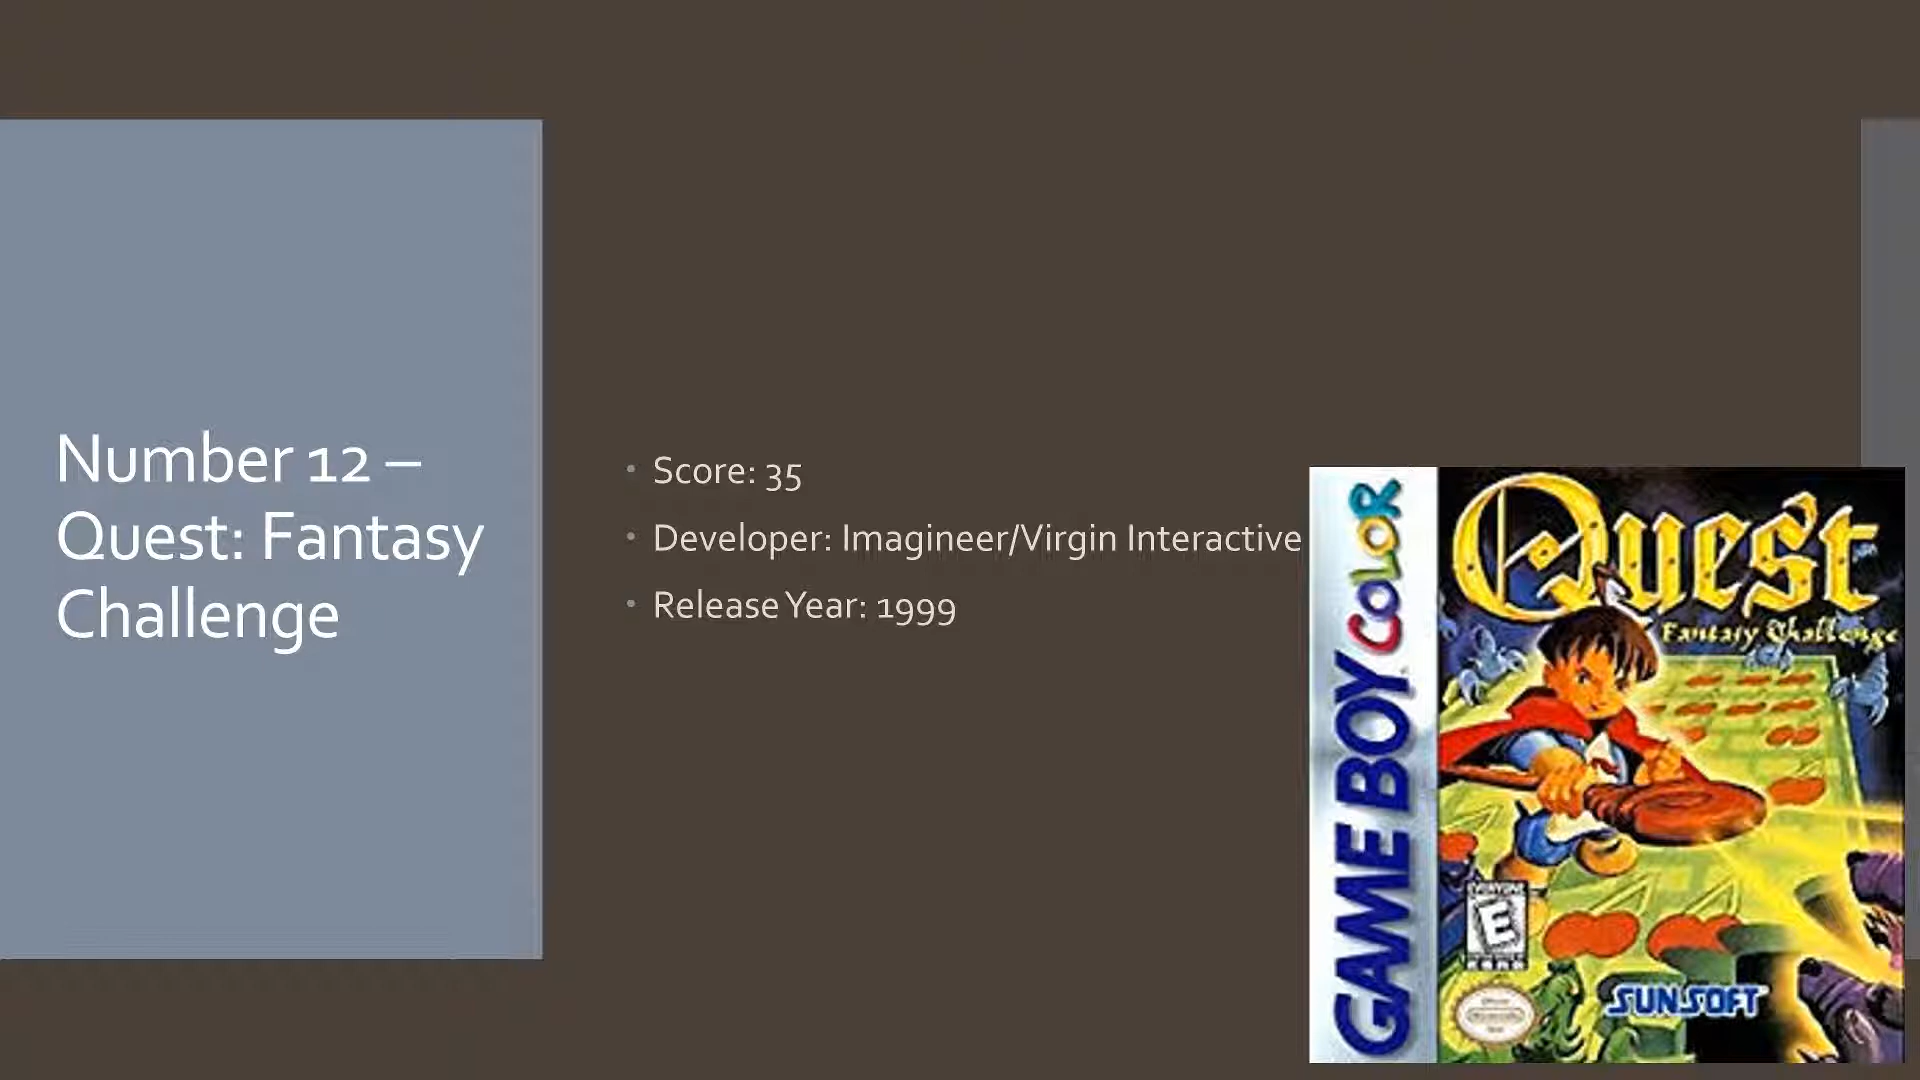 Number 12 –
Quest: Fantasy
Challenge
• Score: 35
• Developer: Imagineer/Virgin Interactive
• Release Year: 1999
GAME BOY COLOR
Quest
Fantasy Challenge
EVERYONE
E
SUNSOFT